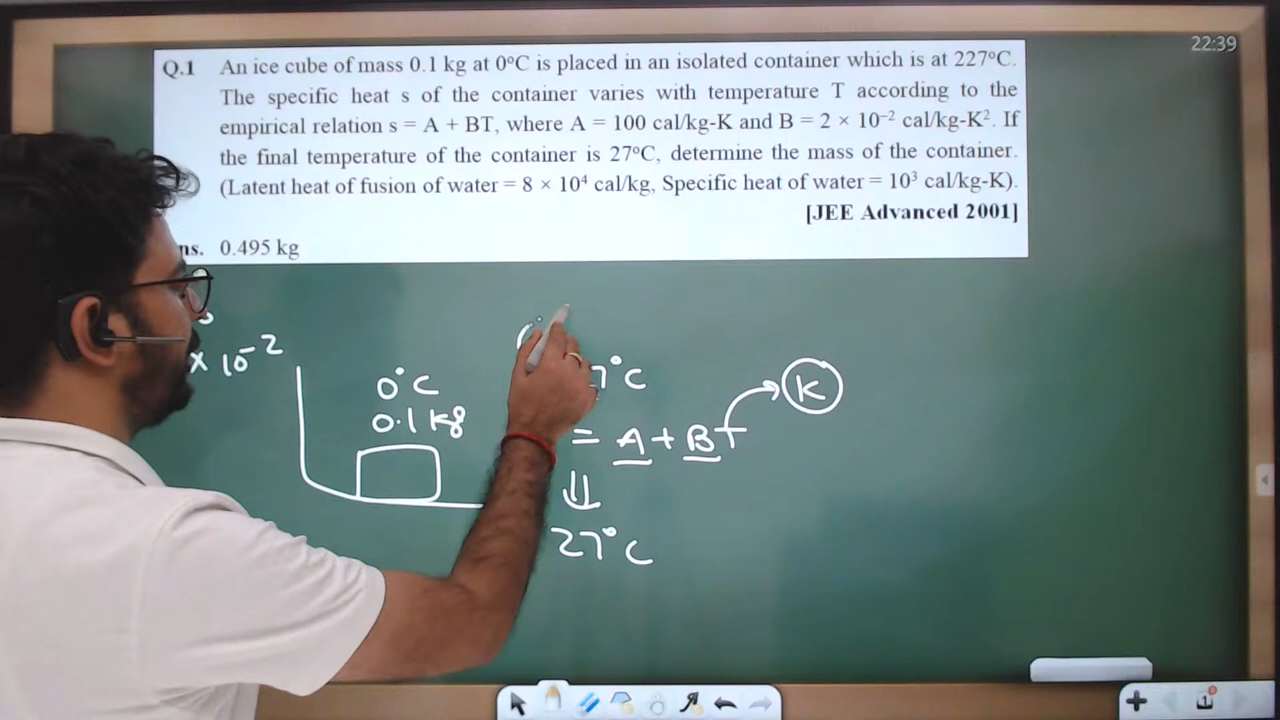 22:39
Q.1 An ice cube of mass 0.1 kg at 0°C is placed in an isolated container which is at 227°C.
The specific heat s of the container varies with temperature T according to the
empirical relation s = A + BT, where A = 100 cal/kg-K and B = 2 × 10⁻² cal/kg-K². If
the final temperature of the container is 27°C, determine the mass of the container.
(Latent heat of fusion of water = 8 × 10⁴ cal/kg, Specific heat of water = 10³ cal/kg-K).
[JEE Advanced 2001]
ns. 0.495 kg
× 10⁻²
0°C
0.1 kg
7°C
= A + BT
K
⇓
27°C
1